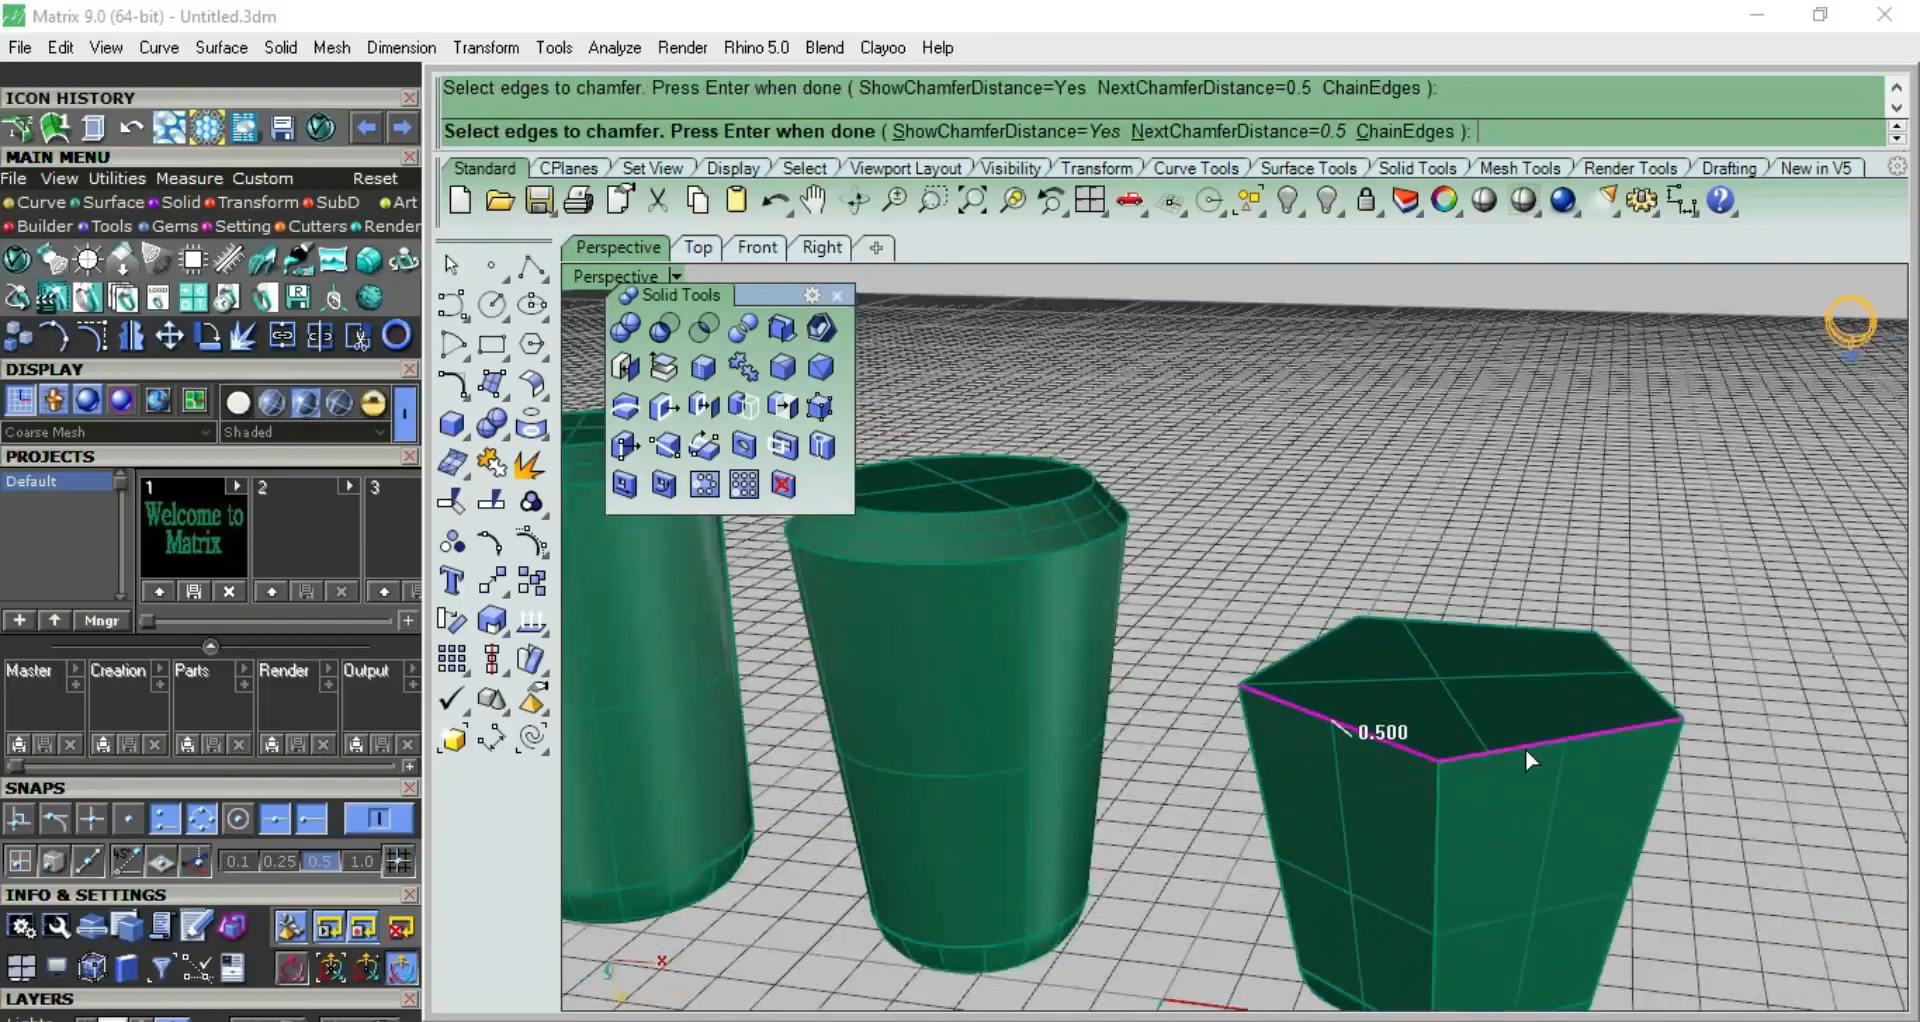 Matrix 9.0 (64-bit) - Untitled.3dm
File Edit View Curve Surface Solid Mesh Dimension Transform Tools Analyze Render Rhino 5.0 Blend Clayoo Help
ICON HISTORY
MAIN MENU
File View Utilities Measure Custom Reset
Curve Surface Solid Transform SubD Art
Builder Tools Gems Setting Cutters Render
DISPLAY
Coarse Mesh Shaded
PROJECTS
Default
1 2 3
Welcome to
Matrix
Mngr
Master Creation Parts Render Output
SNAPS
0.1 0.25 0.5 1.0
INFO & SETTINGS
LAYERS
Select edges to chamfer. Press Enter when done ( ShowChamferDistance=Yes NextChamferDistance=0.5 ChainEdges ):
Select edges to chamfer. Press Enter when done ( ShowChamferDistance=Yes NextChamferDistance=0.5 ChainEdges ):
Standard CPlanes Set View Display Select Viewport Layout Visibility Transform Curve Tools Surface Tools Solid Tools Mesh Tools Render Tools Drafting New in V5
Perspective Top Front Right
Perspective
Solid Tools
0.500
x
y